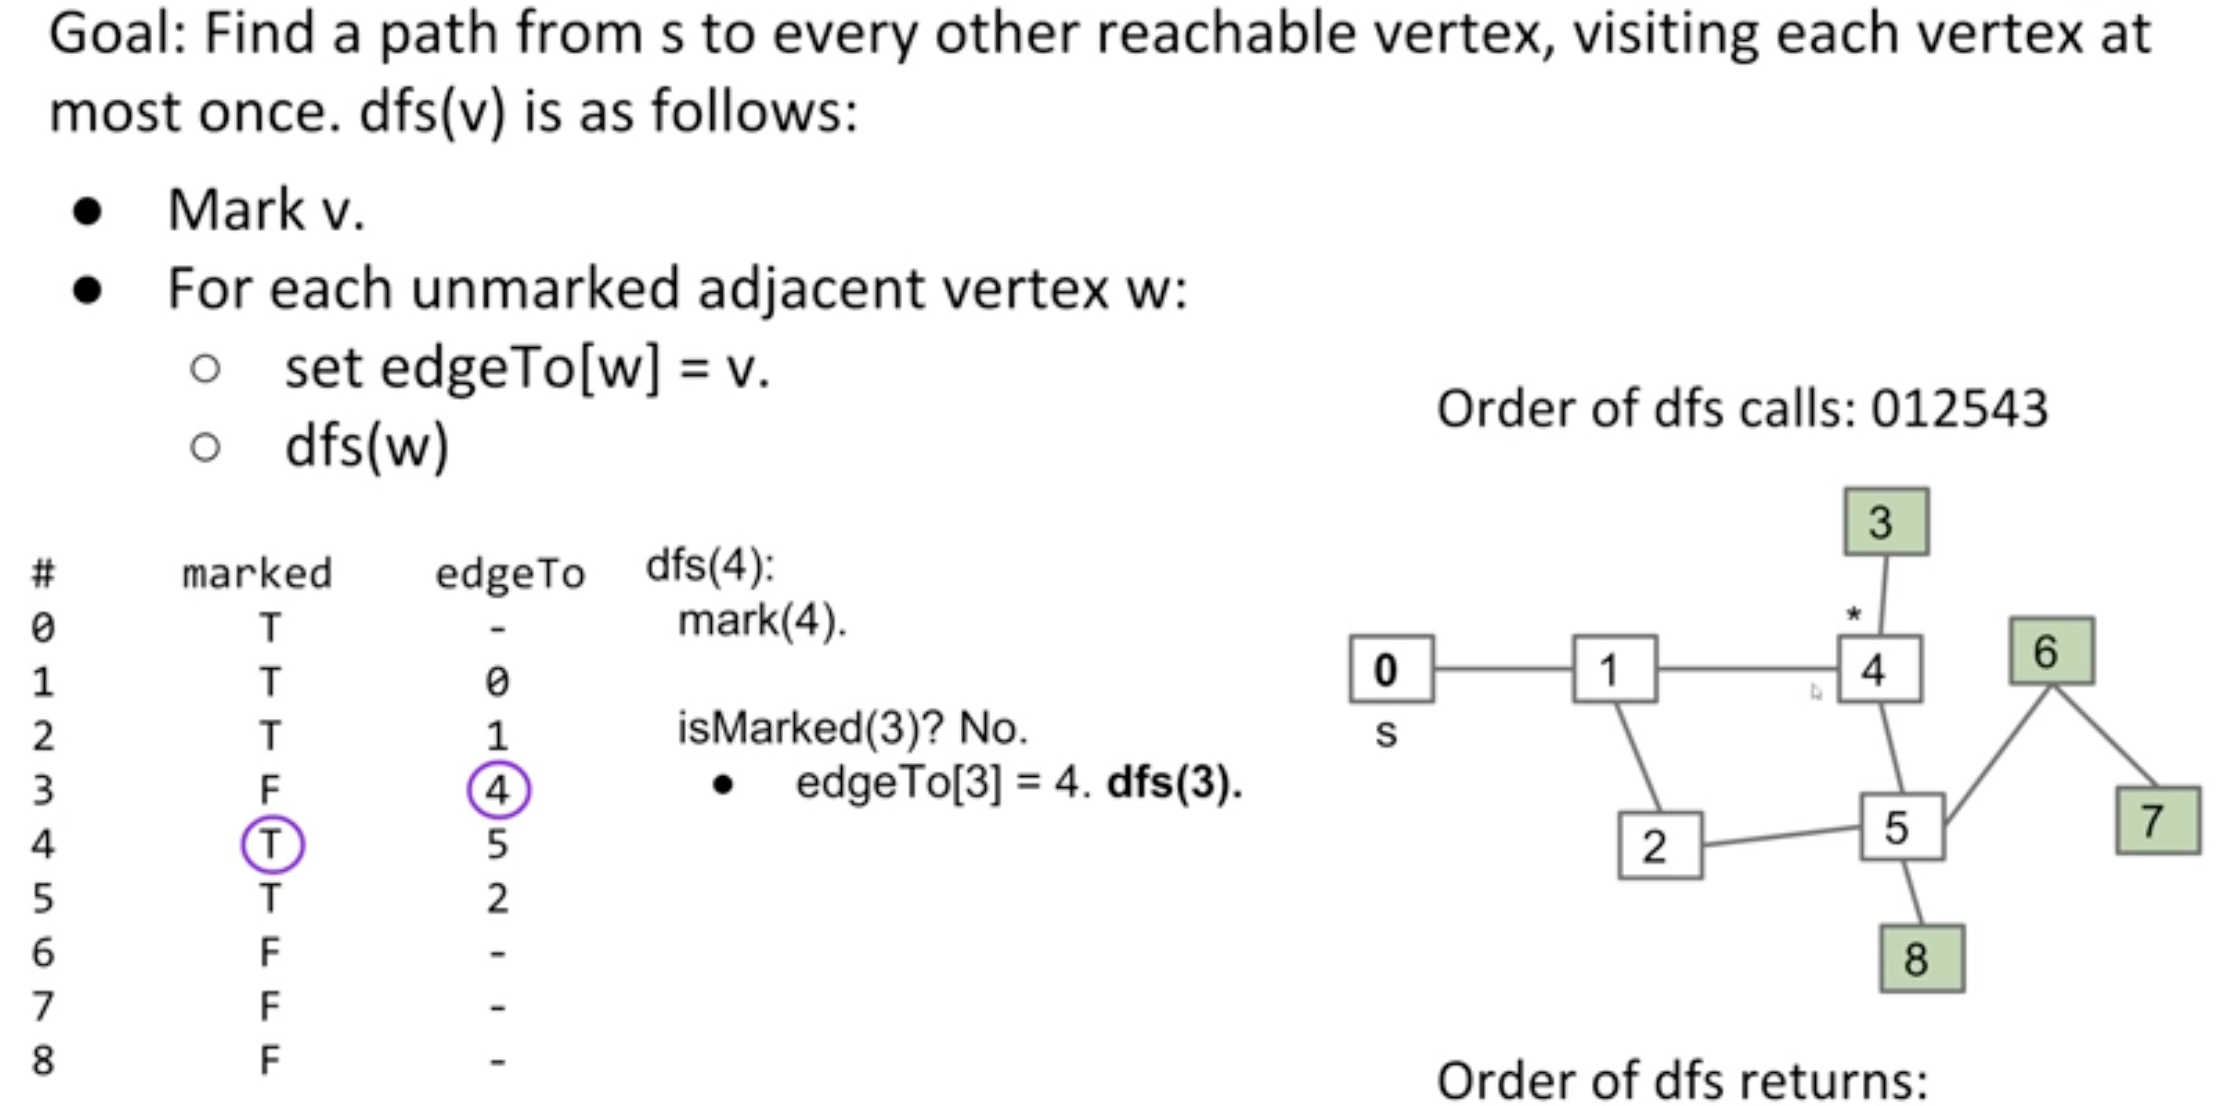 Goal: Find a path from s to every other reachable vertex, visiting each vertex at
most once. dfs(v) is as follows:
● Mark v.
● For each unmarked adjacent vertex w:
○ set edgeTo[w] = v.
○ dfs(w)
Order of dfs calls: 012543
# marked edgeTo
0 T -
1 T 0
2 T 1
3 F 4
4 T 5
5 T 2
6 F -
7 F -
8 F -
dfs(4):
mark(4).
isMarked(3)? No.
● edgeTo[3] = 4. dfs(3).
3
*
0 1 4 6
s
2 5 7
8
Order of dfs returns: